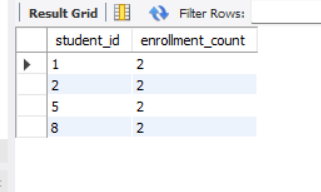 Result Grid Filter Rows:
student_id enrollment_count
1 2
2 2
5 2
8 2